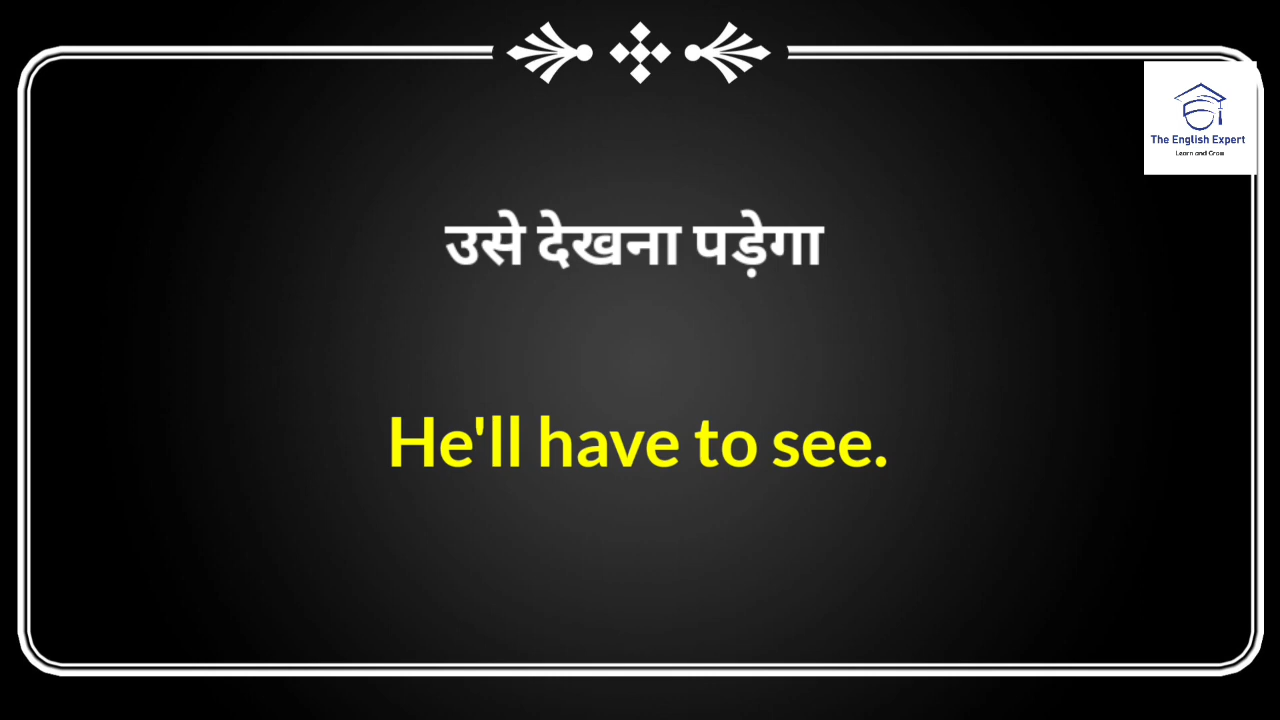 The English Expert
Learn and Grow
उसे देखना पड़ेगा
He'll have to see.